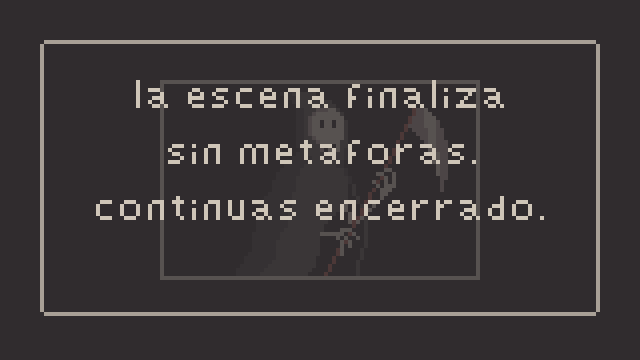 la escena finaliza
sin metaforas.
continuas encerrado.